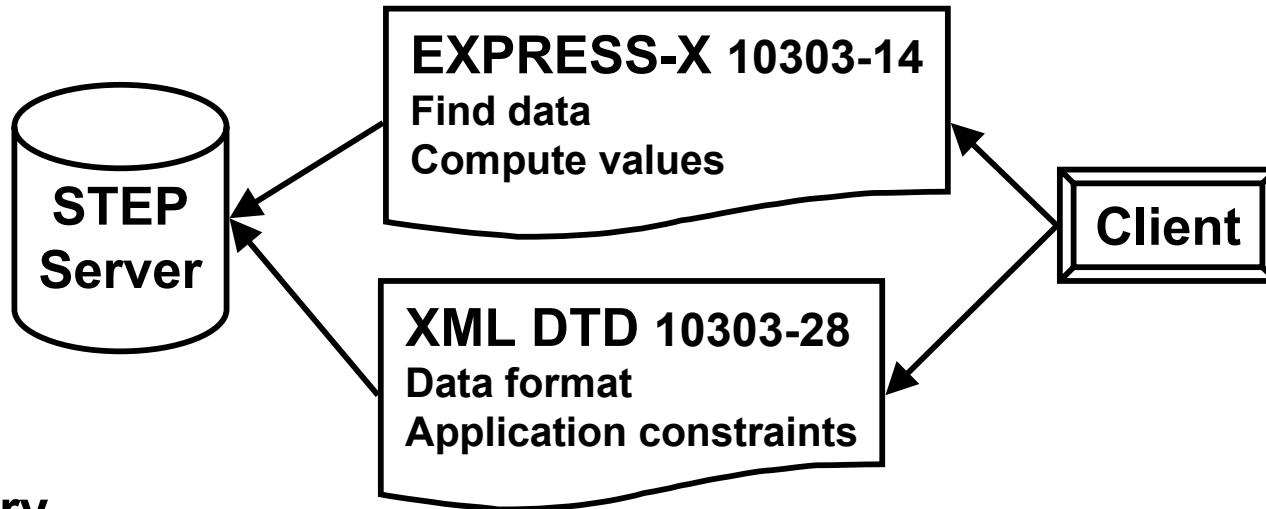 EXPRESS-X 10303-14
Find data
Compute values
STEP
Server
Client
XML DTD 10303-28
Data format
Application constraints